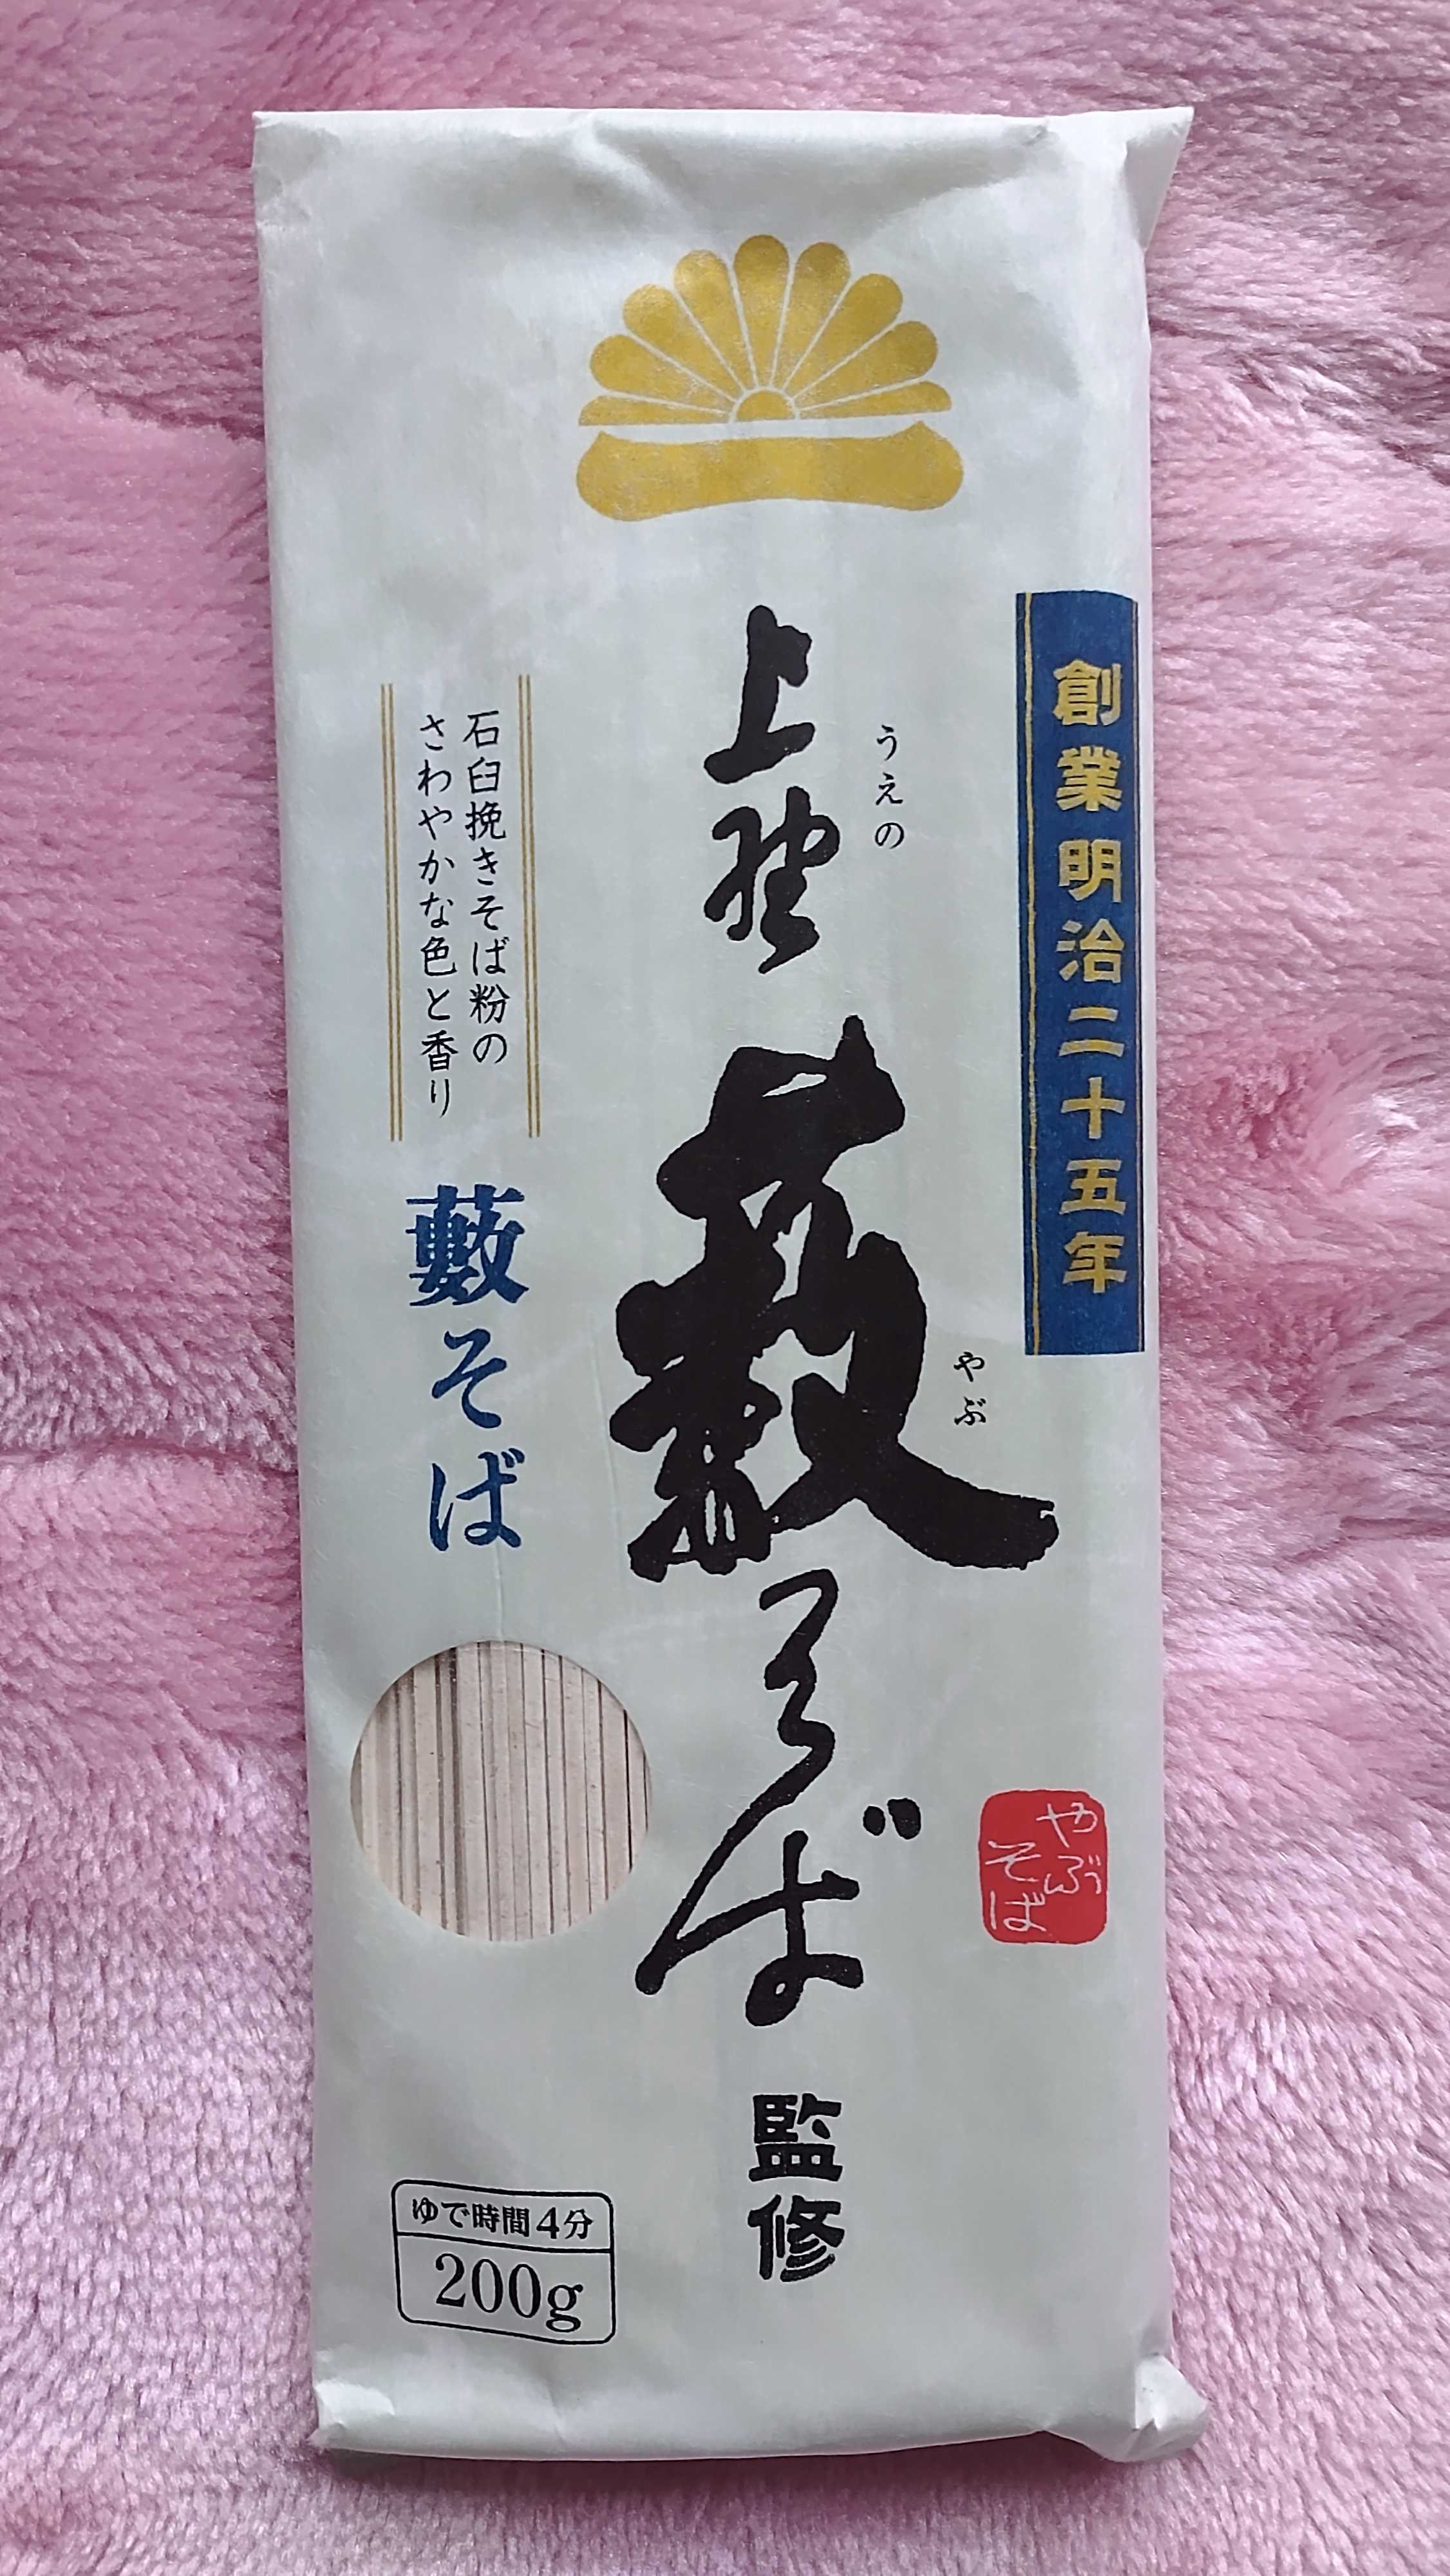 創業明治二十五年
うえの
上野
やぶ
藪そば
監修
やぶ
そば
石臼挽きそば粉の
さわやかな色と香り
藪そば
ゆで時間4分
200g